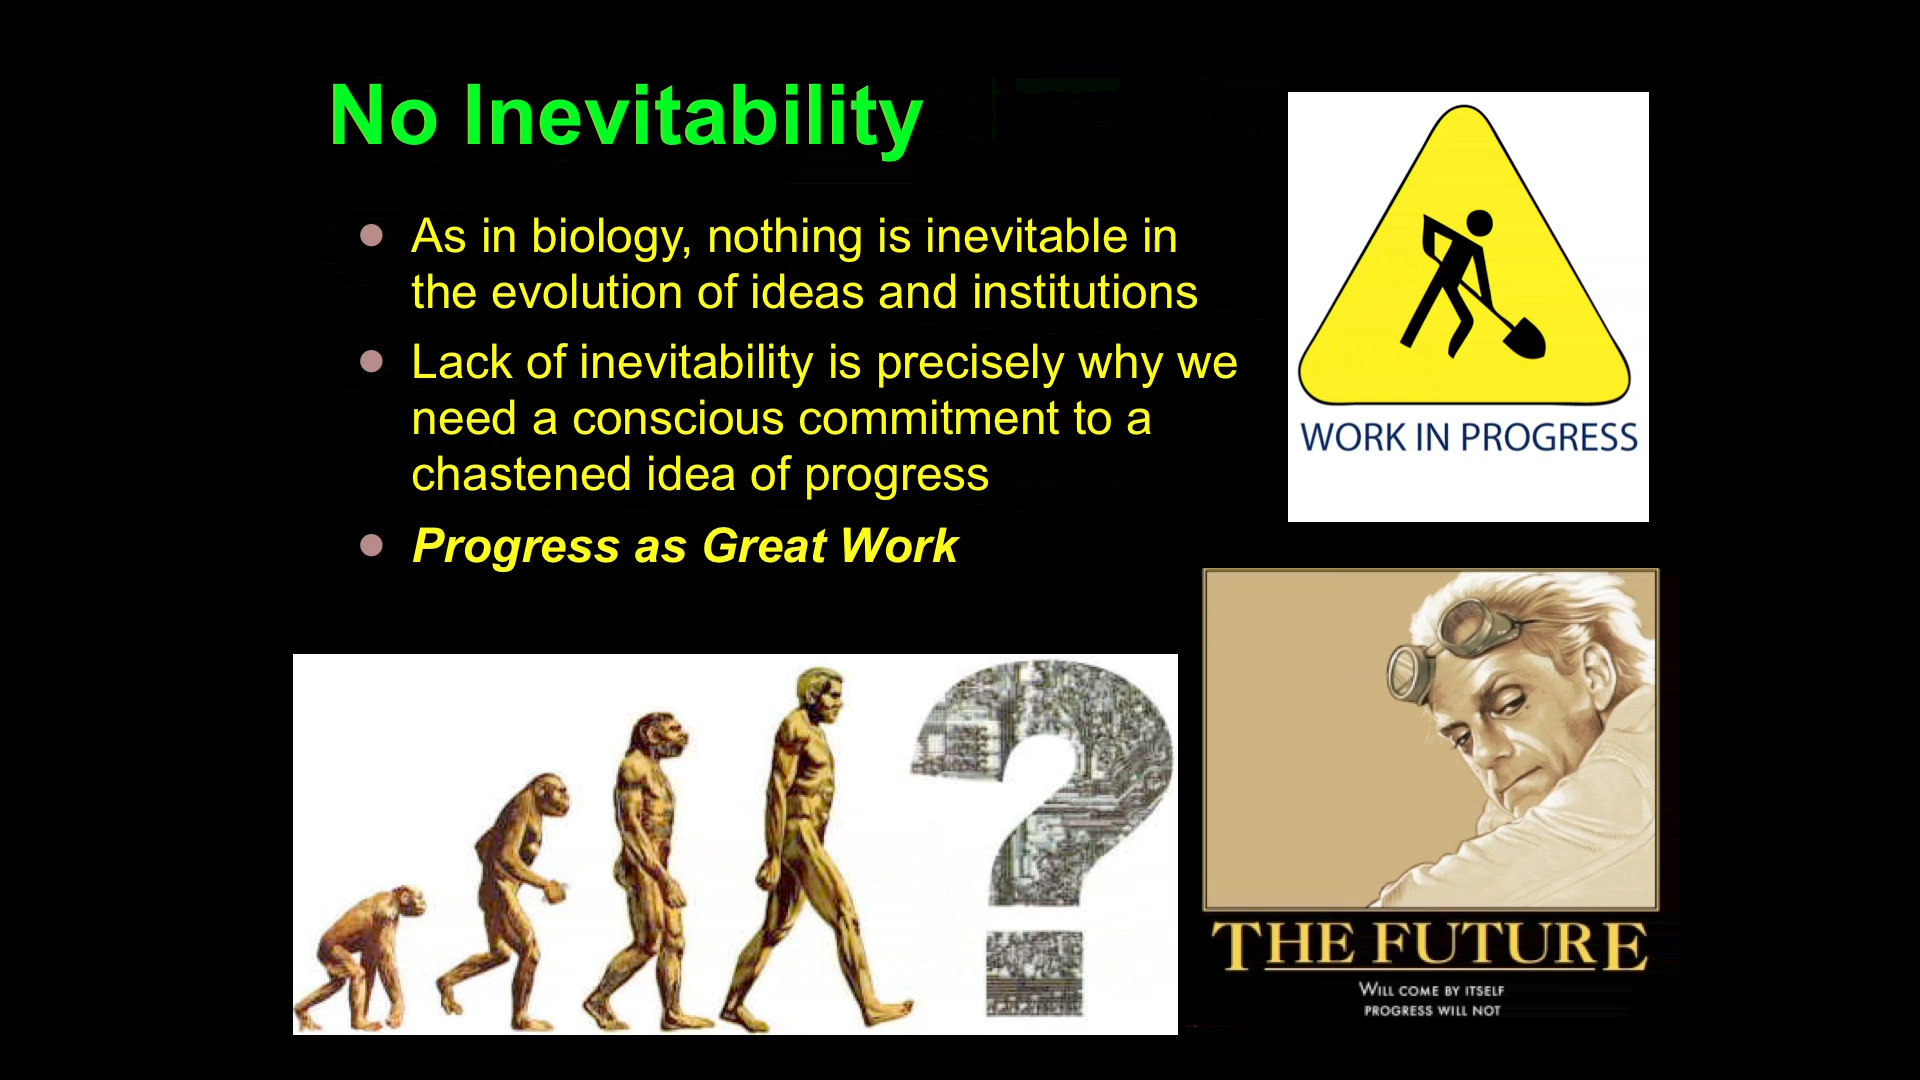 No Inevitability
As in biology, nothing is inevitable in
the evolution of ideas and institutions
Lack of inevitability is precisely why we
need a conscious commitment to a
chastened idea of progress
Progress as Great Work
WORK IN PROGRESS
THE FUTURE
WILL COME BY ITSELF
PROGRESS WILL NOT